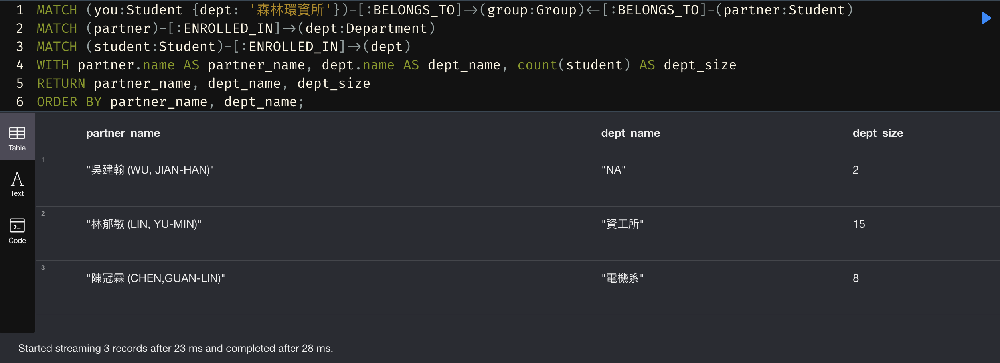 1 MATCH (you:Student {dept: '森林環資所'})-[:BELONGS_TO]->(group:Group)<-[:BELONGS_TO]-(partner:Student)
2 MATCH (partner)-[:ENROLLED_IN]->(dept:Department)
3 MATCH (student:Student)-[:ENROLLED_IN]->(dept)
4 WITH partner.name AS partner_name, dept.name AS dept_name, count(student) AS dept_size
5 RETURN partner_name, dept_name, dept_size
6 ORDER BY partner_name, dept_name;
partner_name dept_name dept_size
Table
1
"吳建翰 (WU, JIAN-HAN)" "NA" 2
Text
2
"林郁敏 (LIN, YU-MIN)" "資工所" 15
Code
3
"陳冠霖 (CHEN,GUAN-LIN)" "電機系" 8
Started streaming 3 records after 23 ms and completed after 28 ms.